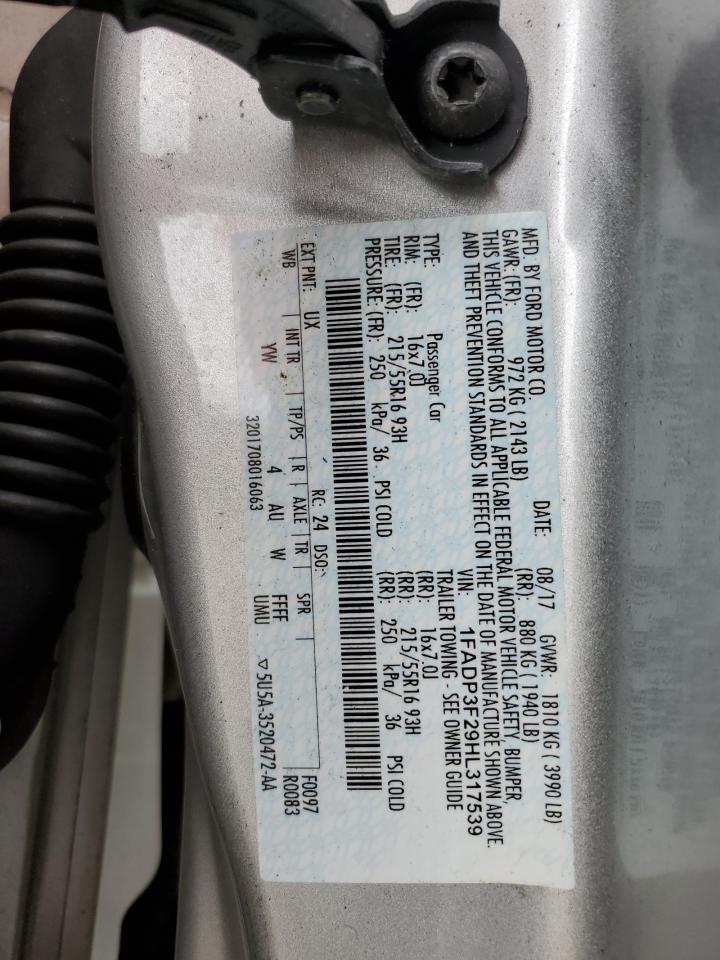 MFD. BY FORD MOTOR CO.
DATE: 08/17 GVWR: 1810 KG ( 3990 LB)
GAWR: (FR): 972 KG ( 2143 LB) (RR): 880 KG ( 1940 LB)
THIS VEHICLE CONFORMS TO ALL APPLICABLE FEDERAL MOTOR VEHICLE SAFETY, BUMPER,
AND THEFT PREVENTION STANDARDS IN EFFECT ON THE DATE OF MANUFACTURE SHOWN ABOVE.
VIN: 1FADP3F29HL317539
TYPE: Passenger Car TRAILER TOWING - SEE OWNER GUIDE
RIM: (FR): 16x7.0J (RR): 16x7.0J
TIRE: (FR): 215/55R16 93H (RR): 215/55R16 93H
PRESSURE: (FR): 250 kPa/ 36 PSI COLD (RR): 250 kPa/ 36 PSI COLD
EXT PNT: UX RC: 24 DSO: F0097
WB INT TR TP/PS R AXLE TR SPR R0083
YW 4 AU W FFFF
3201708016063 UMU ▽5U5A-3520472-AA